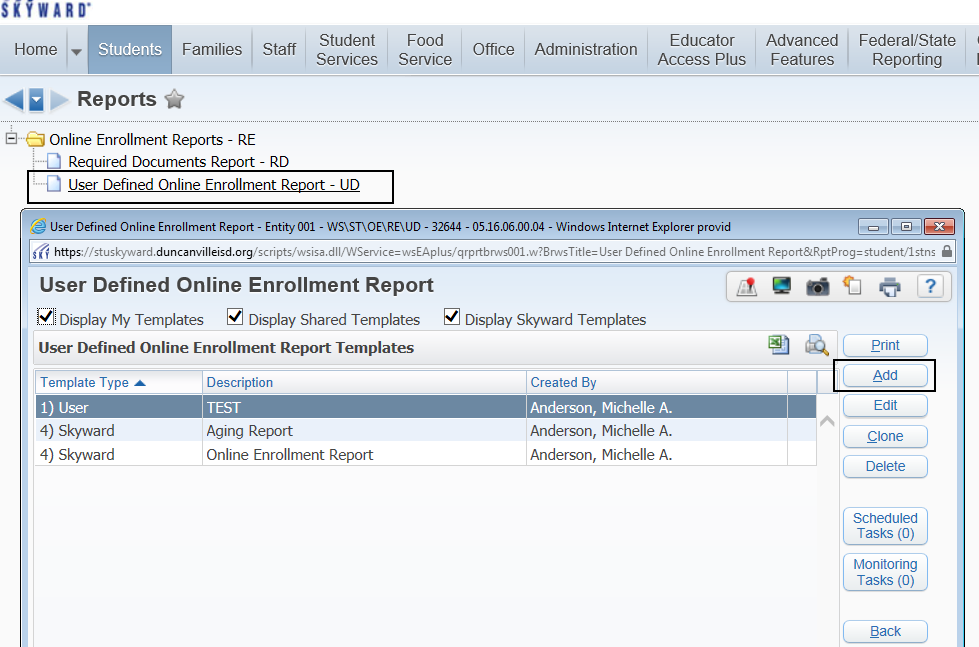 SKYWARD
Home Students Families Staff Student Services Food Service Office Administration Educator Access Plus Advanced Features Federal/State Reporting
Reports
Online Enrollment Reports - RE
Required Documents Report - RD
User Defined Online Enrollment Report - UD
User Defined Online Enrollment Report - Entity 001 - WS\ST\OE\RE\UD - 32644 - 05.16.06.00.04 - Windows Internet Explorer provid
https://stuskyward.duncanvilleisd.org/scripts/wsisa.dll/WService=wsEAplus/qrprtbrws001.w?BrwsTitle=User Defined Online Enrollment Report&RptProg=student/1stns
User Defined Online Enrollment Report
?
Display My Templates Display Shared Templates Display Skyward Templates
User Defined Online Enrollment Report Templates
Template Type Description Created By
1) User TEST Anderson, Michelle A.
4) Skyward Aging Report Anderson, Michelle A.
4) Skyward Online Enrollment Report Anderson, Michelle A.
Print
Add
Edit
Clone
Delete
Scheduled
Tasks (0)
Monitoring
Tasks (0)
Back